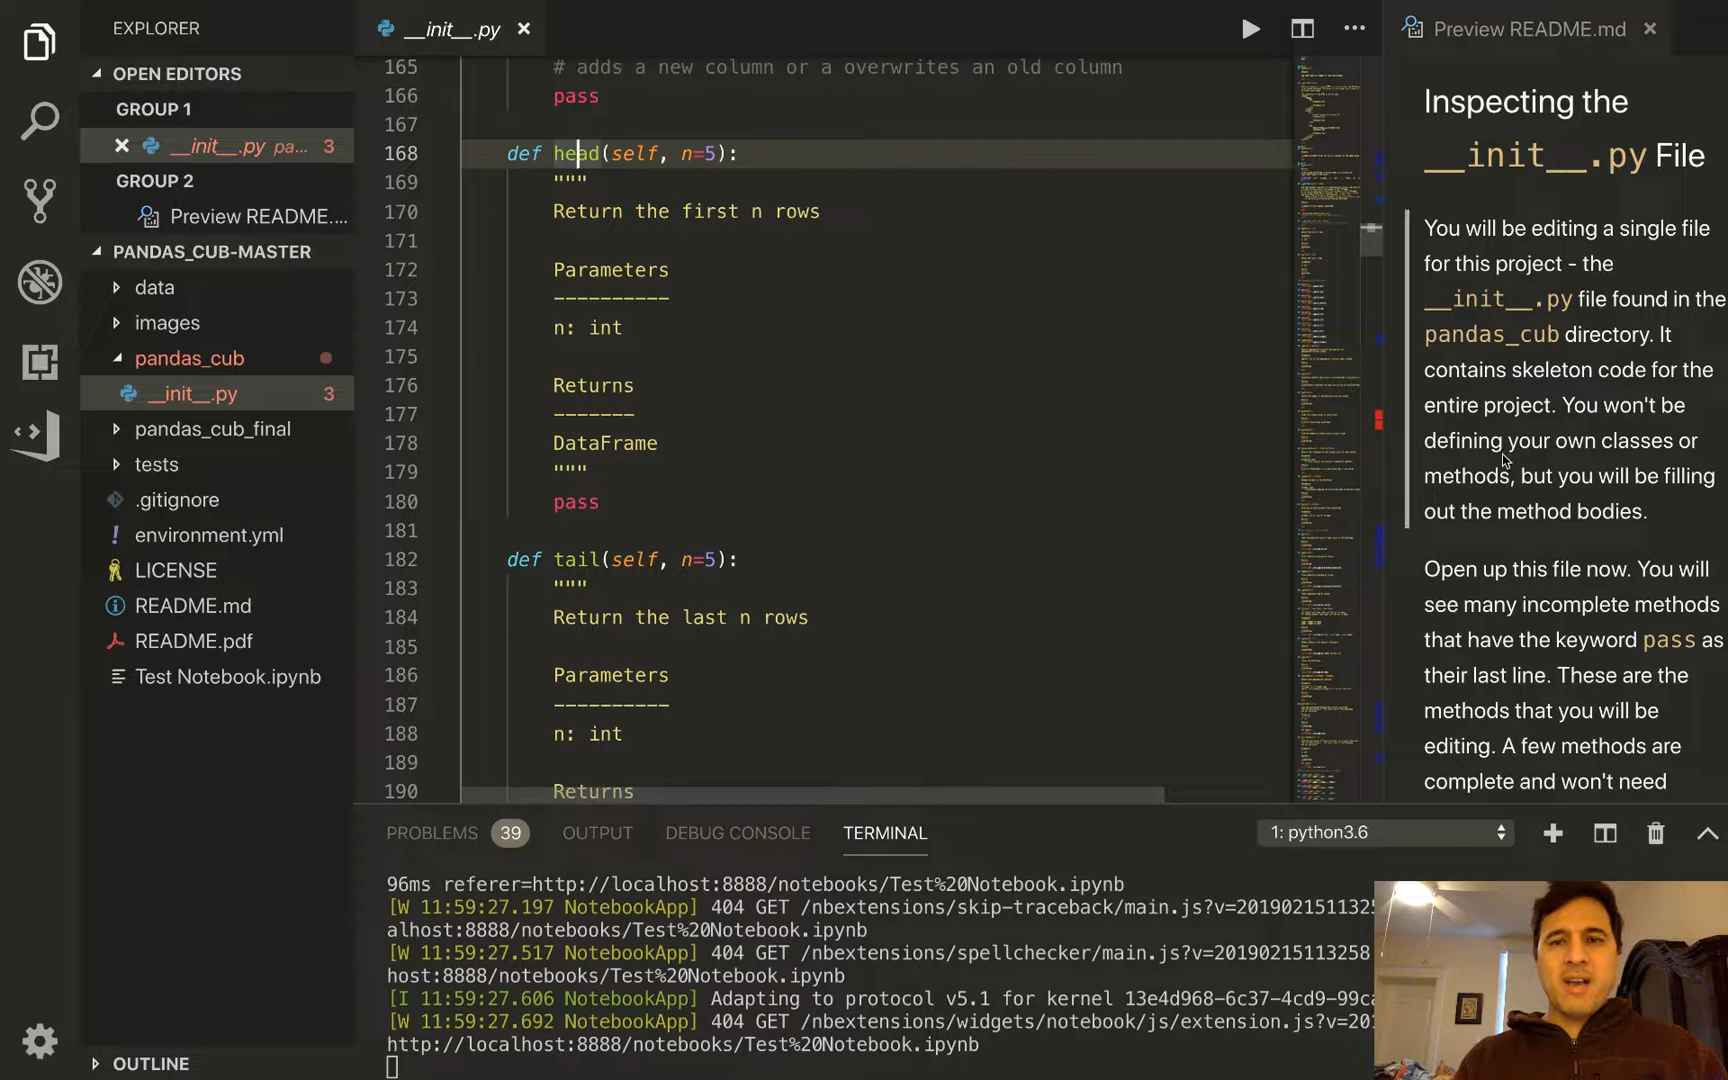 EXPLORER
OPEN EDITORS
GROUP 1
__init__.py pa... 3
GROUP 2
Preview README....
PANDAS_CUB-MASTER
data
images
pandas_cub
__init__.py 3
pandas_cub_final
tests
.gitignore
environment.yml
LICENSE
README.md
README.pdf
Test Notebook.ipynb
OUTLINE
__init__.py
165 # adds a new column or a overwrites an old column
166 pass
167
168 def head(self, n=5):
169 """
170 Return the first n rows
171
172 Parameters
173 ----------
174 n: int
175
176 Returns
177 -------
178 DataFrame
179 """
180 pass
181
182 def tail(self, n=5):
183 """
184 Return the last n rows
185
186 Parameters
187 ----------
188 n: int
189
190 Returns
Preview README.md
Inspecting the
__init__.py File
You will be editing a single file
for this project - the
__init__.py file found in the
pandas_cub directory. It
contains skeleton code for the
entire project. You won't be
defining your own classes or
methods, but you will be filling
out the method bodies.
Open up this file now. You will
see many incomplete methods
that have the keyword pass as
their last line. These are the
methods that you will be
editing. A few methods are
complete and won't need
PROBLEMS 39 OUTPUT DEBUG CONSOLE TERMINAL 1: python3.6
96ms referer=http://localhost:8888/notebooks/Test%20Notebook.ipynb
[W 11:59:27.197 NotebookApp] 404 GET /nbextensions/skip-traceback/main.js?v=2019021511325
alhost:8888/notebooks/Test%20Notebook.ipynb
[W 11:59:27.517 NotebookApp] 404 GET /nbextensions/spellchecker/main.js?v=20190215113258
host:8888/notebooks/Test%20Notebook.ipynb
[I 11:59:27.606 NotebookApp] Adapting to protocol v5.1 for kernel 13e4d968-6c37-4cd9-99ca
[W 11:59:27.692 NotebookApp] 404 GET /nbextensions/widgets/notebook/js/extension.js?v=201
http://localhost:8888/notebooks/Test%20Notebook.ipynb